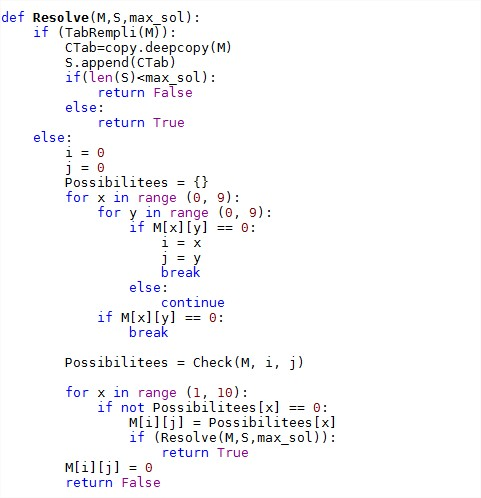 def Resolve(M,S,max_sol):
    if (TabRempli(M)):
        CTab=copy.deepcopy(M)
        S.append(CTab)
        if(len(S)<max_sol):
            return False
        else:
            return True
    else:
        i = 0
        j = 0
        Possibilitees = {}
        for x in range (0, 9):
            for y in range (0, 9):
                if M[x][y] == 0:
                    i = x
                    j = y
                    break
                else:
                    continue
            if M[x][y] == 0:
                break

        Possibilitees = Check(M, i, j)

        for x in range (1, 10):
            if not Possibilitees[x] == 0:
                M[i][j] = Possibilitees[x]
                if (Resolve(M,S,max_sol)):
                    return True
        M[i][j] = 0
        return False